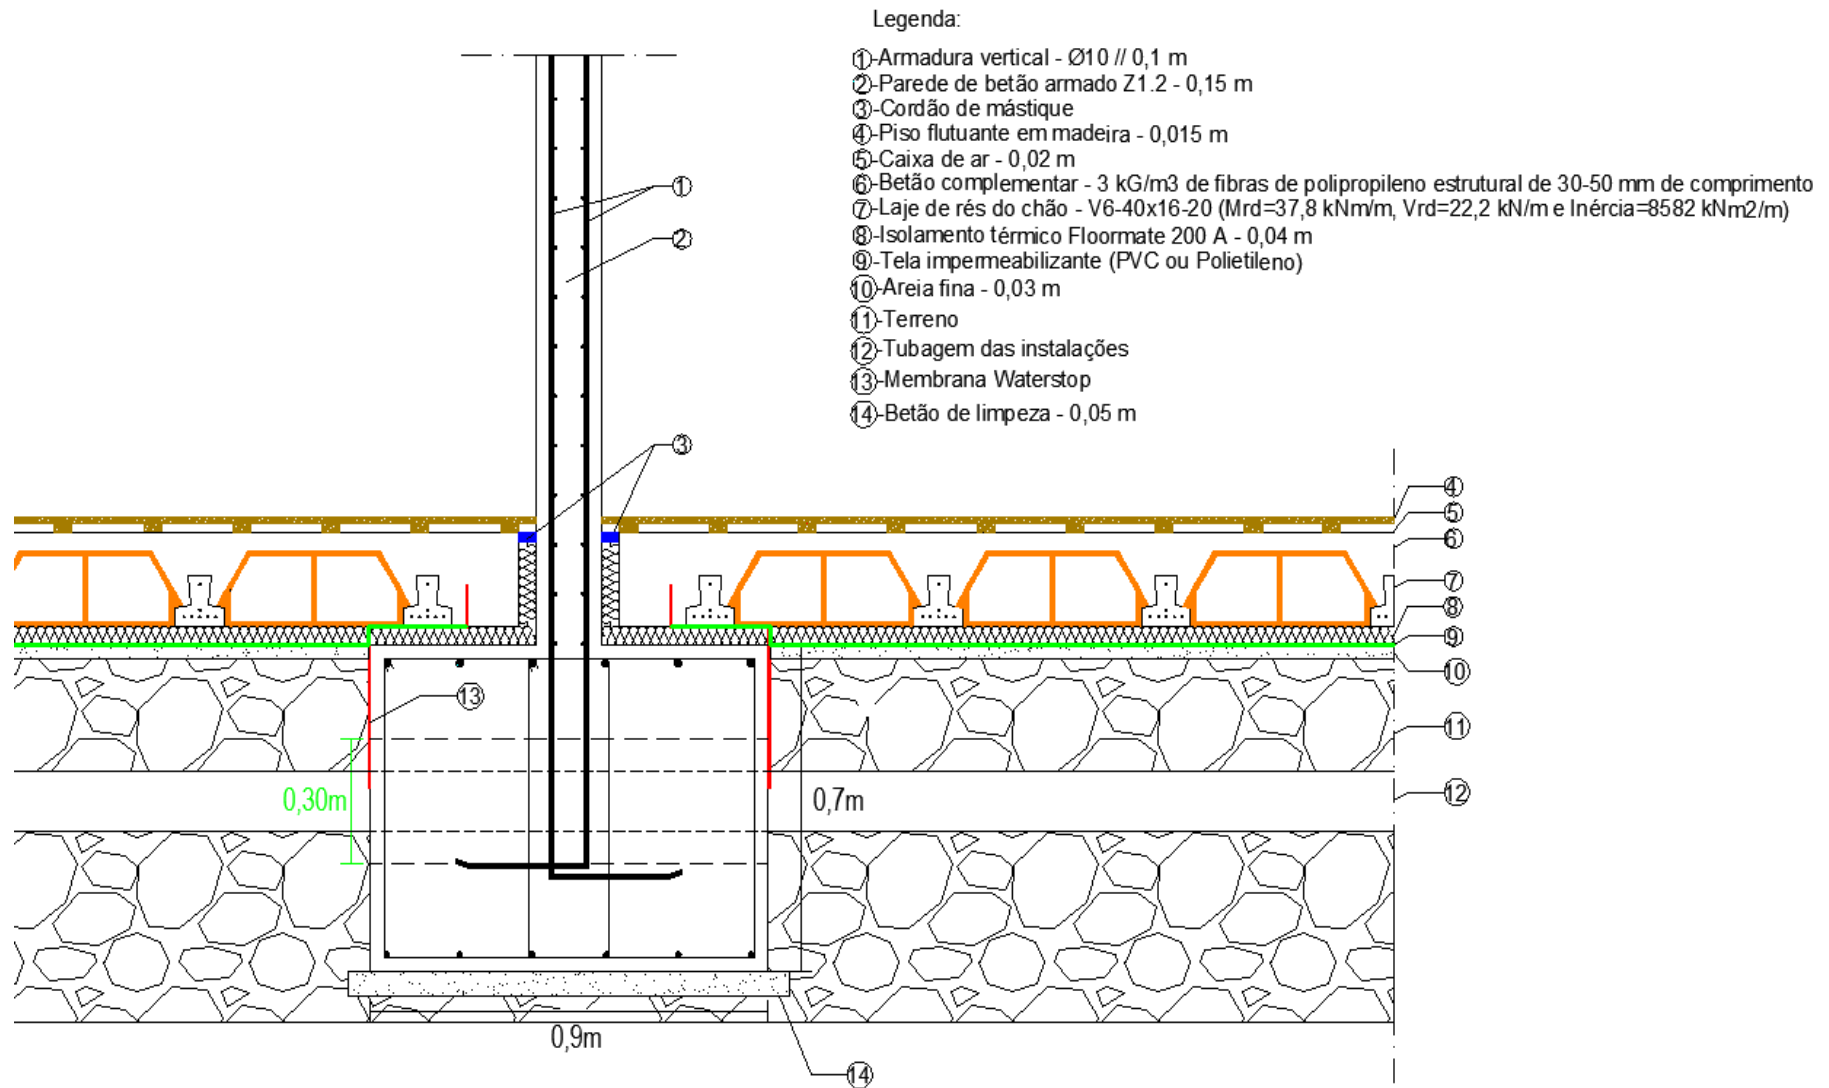 Legenda:
①-Armadura vertical - Ø10 // 0,1 m
②-Parede de betão armado Z1.2 - 0,15 m
③-Cordão de mástique
④-Piso flutuante em madeira - 0,015 m
⑤-Caixa de ar - 0,02 m
⑥-Betão complementar - 3 kG/m3 de fibras de polipropileno estrutural de 30-50 mm de comprimento
⑦-Laje de rés do chão - V6-40x16-20 (Mrd=37,8 kNm/m, Vrd=22,2 kN/m e Inércia=8582 kNm2/m)
⑧-Isolamento térmico Floormate 200 A - 0,04 m
⑨-Tela impermeabilizante (PVC ou Polietileno)
⑩-Areia fina - 0,03 m
⑪-Terreno
⑫-Tubagem das instalações
⑬-Membrana Waterstop
⑭-Betão de limpeza - 0,05 m
①
②
③
④
⑤
⑥
⑦
⑧
⑨
⑩
⑬
⑪
0,30m
0,7m
⑫
0,9m
⑭